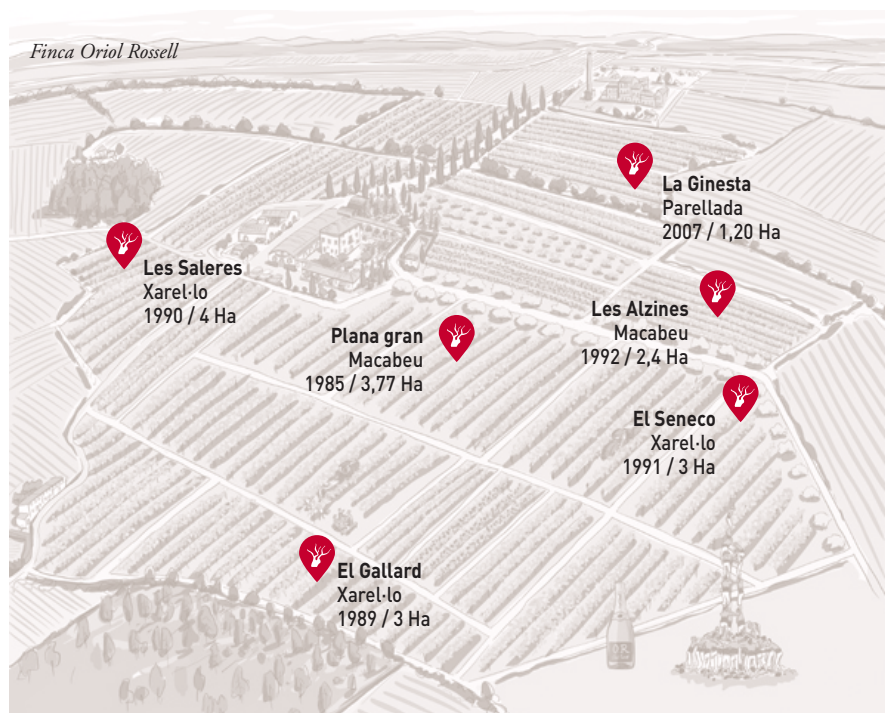 Finca Oriol Rossell
La Ginesta
Parellada
2007 / 1,20 Ha
Les Saleres
Xarel·lo
1990 / 4 Ha
Les Alzines
Macabeu
1992 / 2,4 Ha
Plana gran
Macabeu
1985 / 3,77 Ha
El Seneco
Xarel·lo
1991 / 3 Ha
El Gallard
Xarel·lo
1989 / 3 Ha